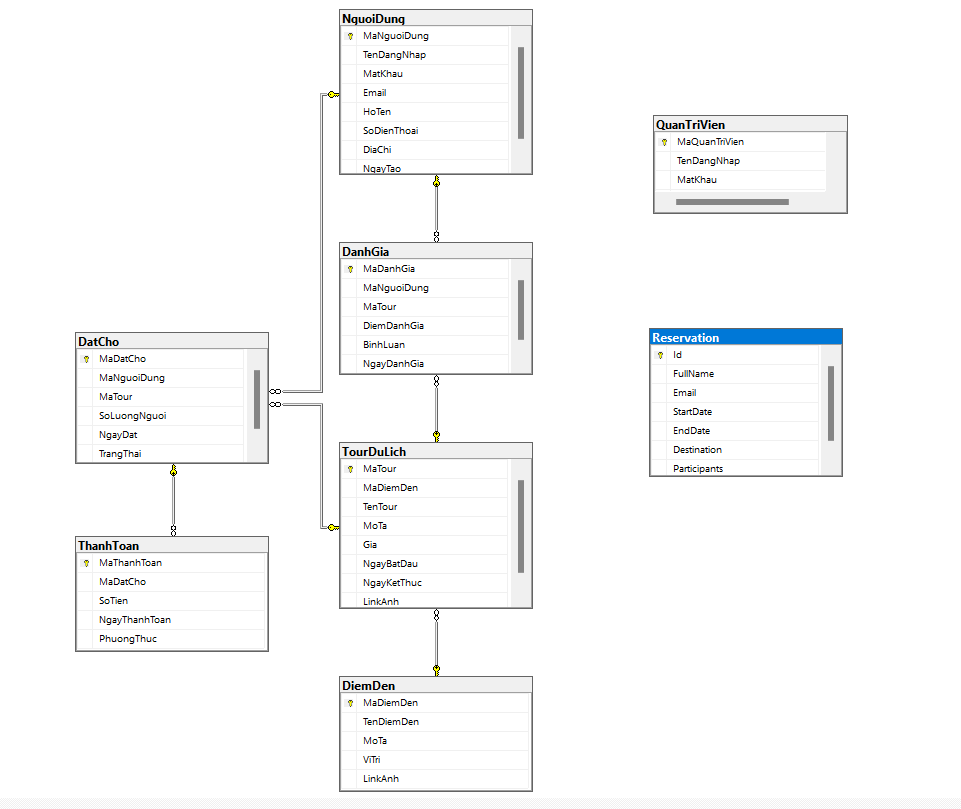 NguoiDung
MaNguoiDung
TenDangNhap
MatKhau
Email
HoTen
SoDienThoai
DiaChi
NgayTao
QuanTriVien
MaQuanTriVien
TenDangNhap
MatKhau
DanhGia
MaDanhGia
MaNguoiDung
MaTour
DiemDanhGia
BinhLuan
NgayDanhGia
DatCho
MaDatCho
MaNguoiDung
MaTour
SoLuongNguoi
NgayDat
TrangThai
Reservation
Id
FullName
Email
StartDate
EndDate
Destination
Participants
TourDuLich
MaTour
MaDiemDen
TenTour
MoTa
Gia
NgayBatDau
NgayKetThuc
LinkAnh
ThanhToan
MaThanhToan
MaDatCho
SoTien
NgayThanhToan
PhuongThuc
DiemDen
MaDiemDen
TenDiemDen
MoTa
ViTri
LinkAnh